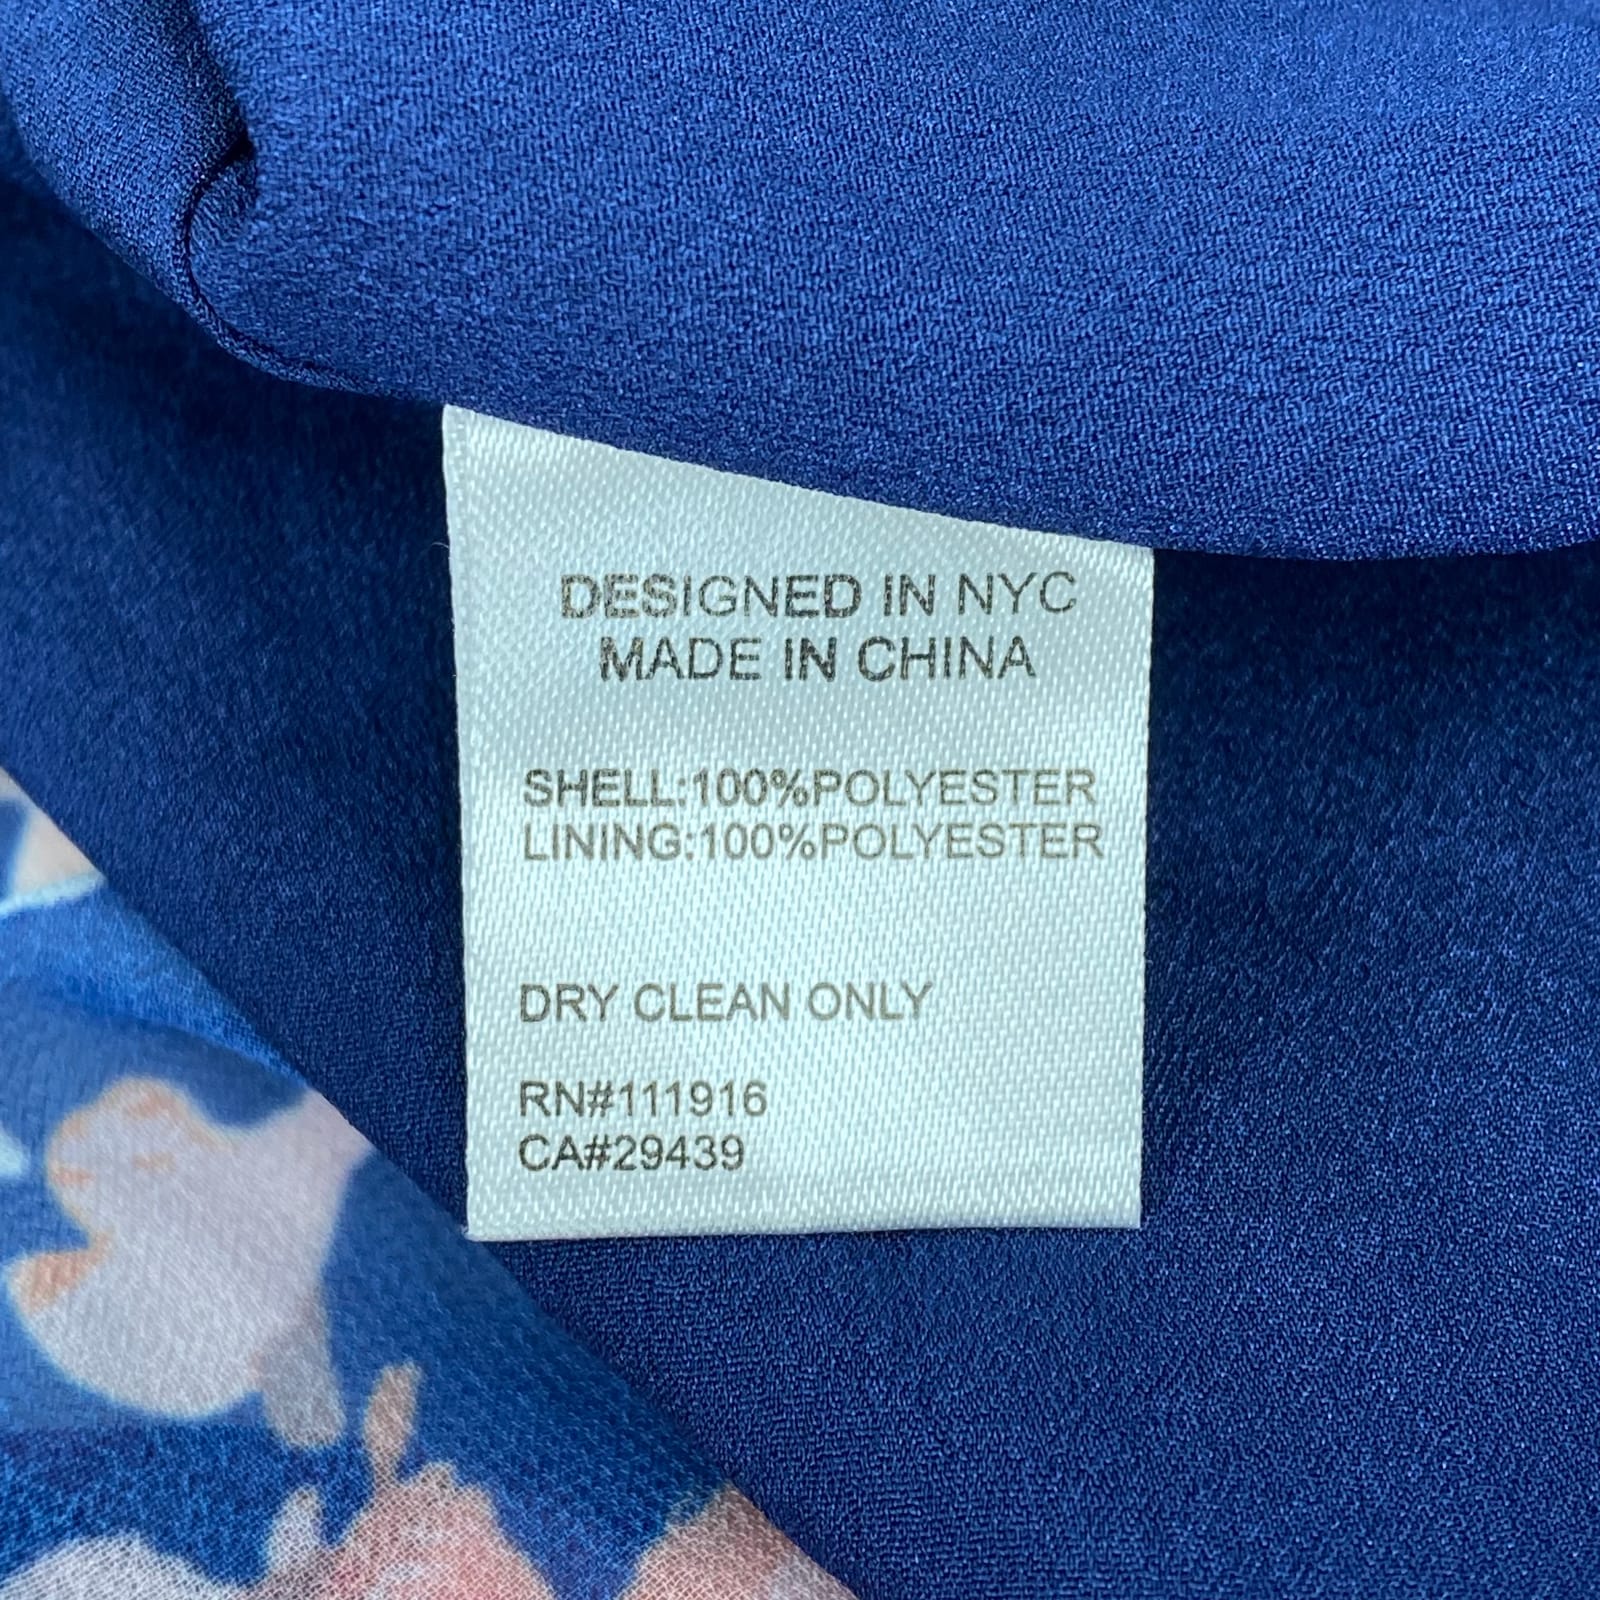 DESIGNED IN NYC
MADE IN CHINA
SHELL:100%POLYESTER
LINING:100%POLYESTER
DRY CLEAN ONLY
RN#111916
CA#29439